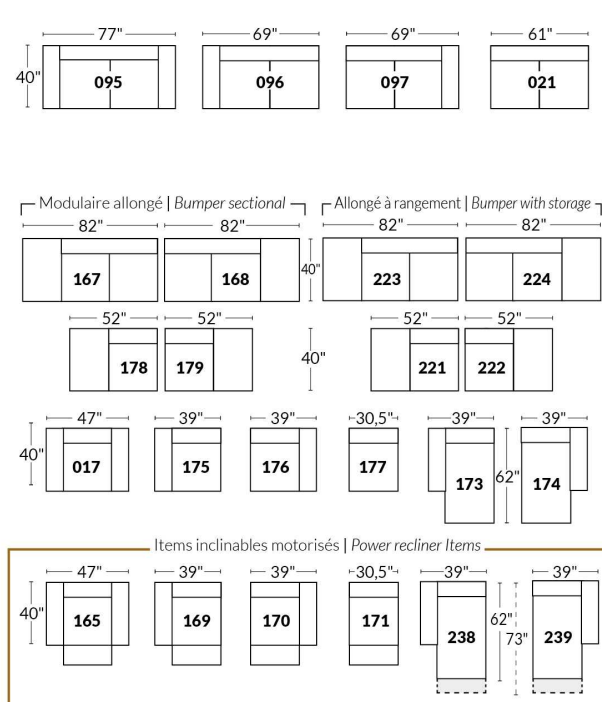 77" 69" 69" 61"
40" 095 096 097 021
Modulaire allongé | Bumper sectional Allongé à rangement | Bumper with storage
82" 82" 82" 82"
167 168 40" 223 224
52" 52" 52" 52"
178 179 40" 221 222
47" 39" 39" 30,5" 39" 39"
40" 017 175 176 177 173 62" 174
Items inclinables motorisés | Power recliner Items
47" 39" 39" 30,5" 39" 39"
40" 165 169 170 171 238 62" 73" 239